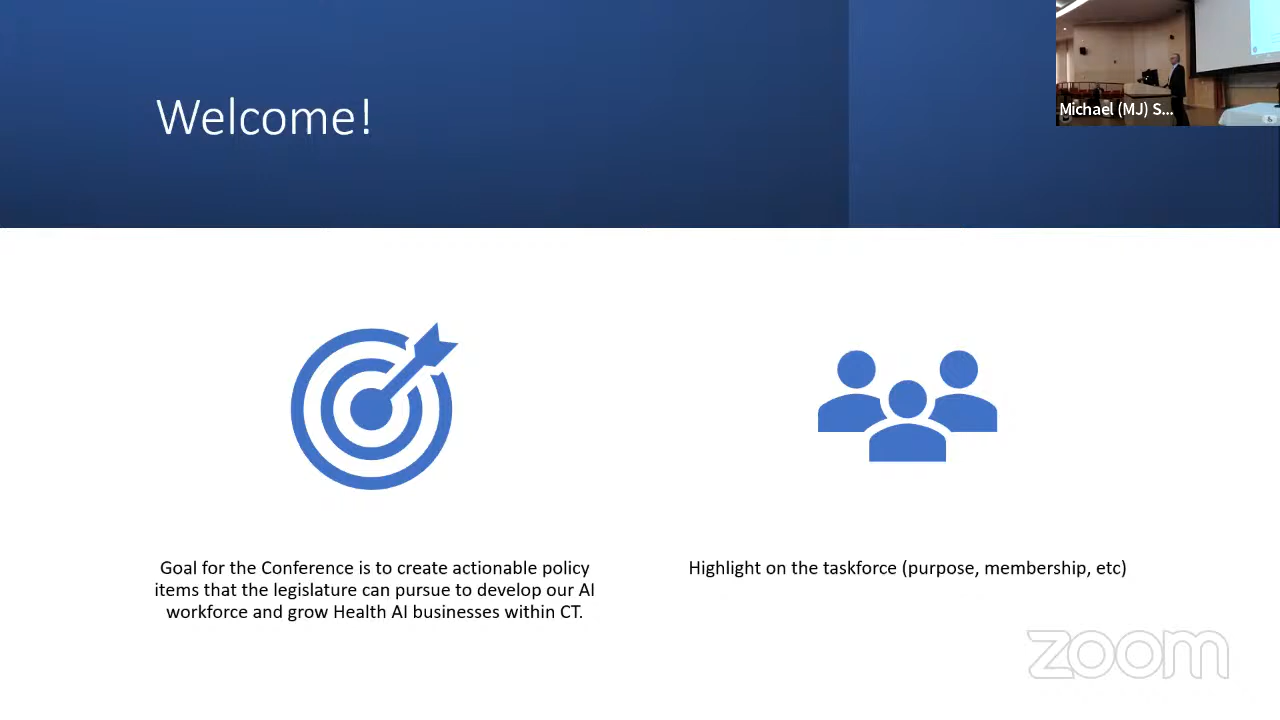 Welcome!
Michael (MJ) S...
Goal for the Conference is to create actionable policy
items that the legislature can pursue to develop our AI
workforce and grow Health AI businesses within CT.
Highlight on the taskforce (purpose, membership, etc)
zoom